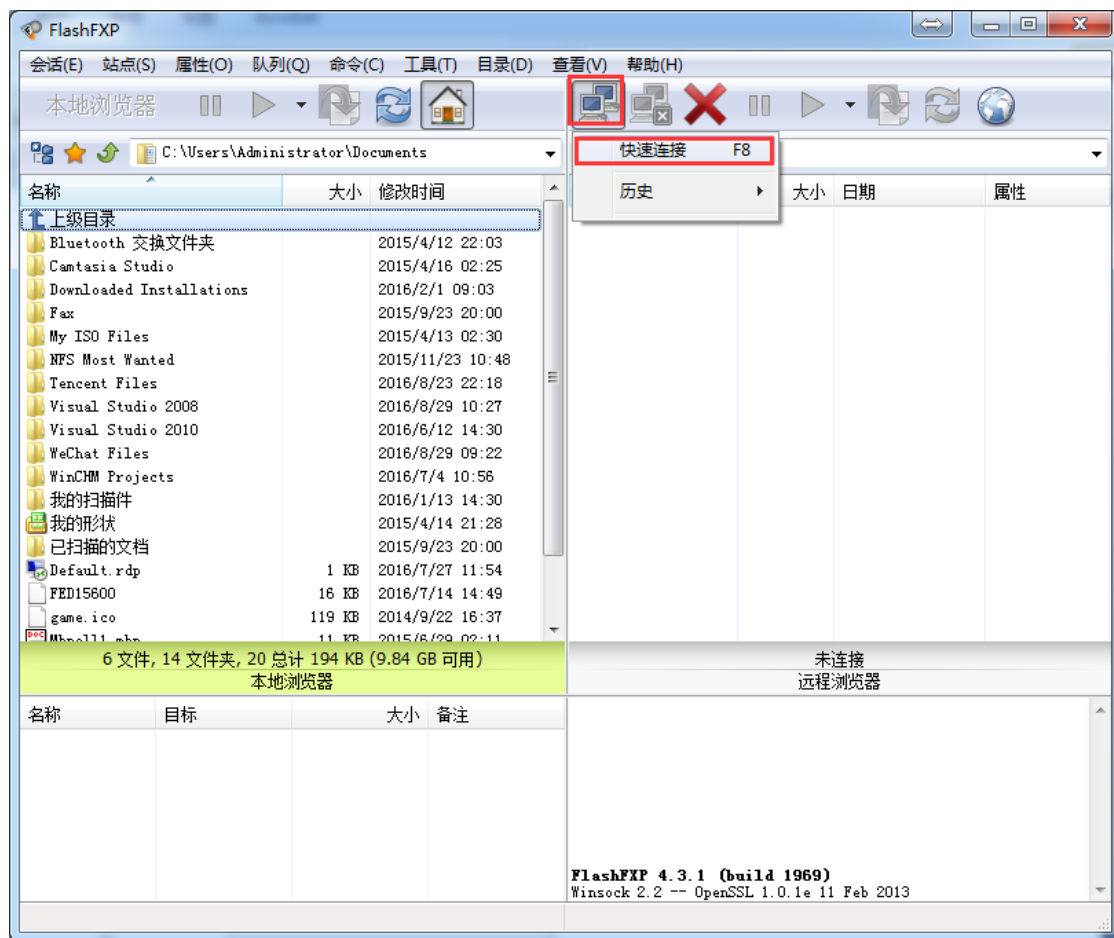 FlashFXP
会话(E) 站点(S) 属性(O) 队列(Q) 命令(C) 工具(T) 目录(D) 查看(V) 帮助(H)
本地浏览器
C:\Users\Administrator\Documents
快速连接 F8
历史
名称 大小 修改时间
大小 日期 属性
上级目录
Bluetooth 交换文件夹 2015/4/12 22:03
Camtasia Studio 2015/4/16 02:25
Downloaded Installations 2016/2/1 09:03
Fax 2015/9/23 20:00
My ISO Files 2015/4/13 02:30
NFS Most Wanted 2015/11/23 10:48
Tencent Files 2016/8/23 22:18
Visual Studio 2008 2016/8/29 10:27
Visual Studio 2010 2016/6/12 14:30
WeChat Files 2016/8/29 09:22
WinCHM Projects 2016/7/4 10:56
我的扫描件 2016/1/13 14:30
我的形状 2015/4/14 21:28
已扫描的文档 2015/9/23 20:00
Default.rdp 1 KB 2016/7/27 11:54
FED15600 16 KB 2016/7/14 14:49
game.ico 119 KB 2014/9/22 16:37
11 KB 2015/6/29 02:11
6 文件, 14 文件夹, 20 总计 194 KB (9.84 GB 可用)
本地浏览器
未连接
远程浏览器
名称 目标 大小 备注
FlashFXP 4.3.1 (build 1969)
Winsock 2.2 -- OpenSSL 1.0.1e 11 Feb 2013